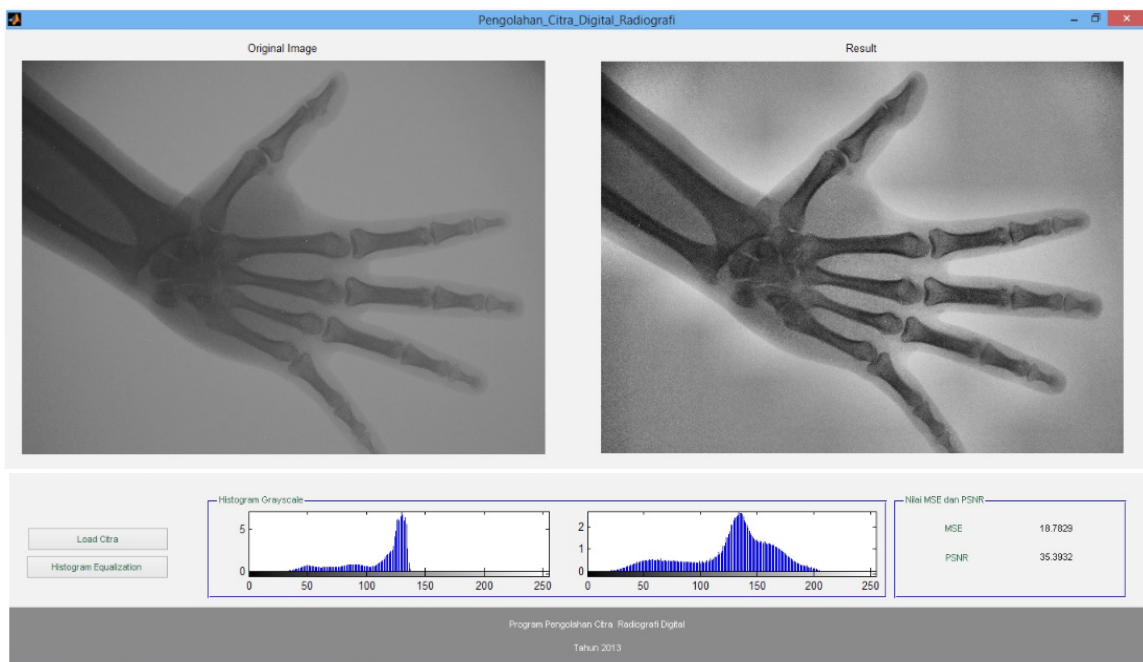 Pengolahan_Citra_Digital_Radiografi
Original Image
Result
Load Citra
Histogram Equalization
Histogram Grayscale
5
0
0 50 100 150 200 250
2
1
0
0 50 100 150 200 250
Nilai MSE dan PSNR
MSE 18.7829
PSNR 35.3932
Program Pengolahan Citra Radiografi Digital
Tahun 2013